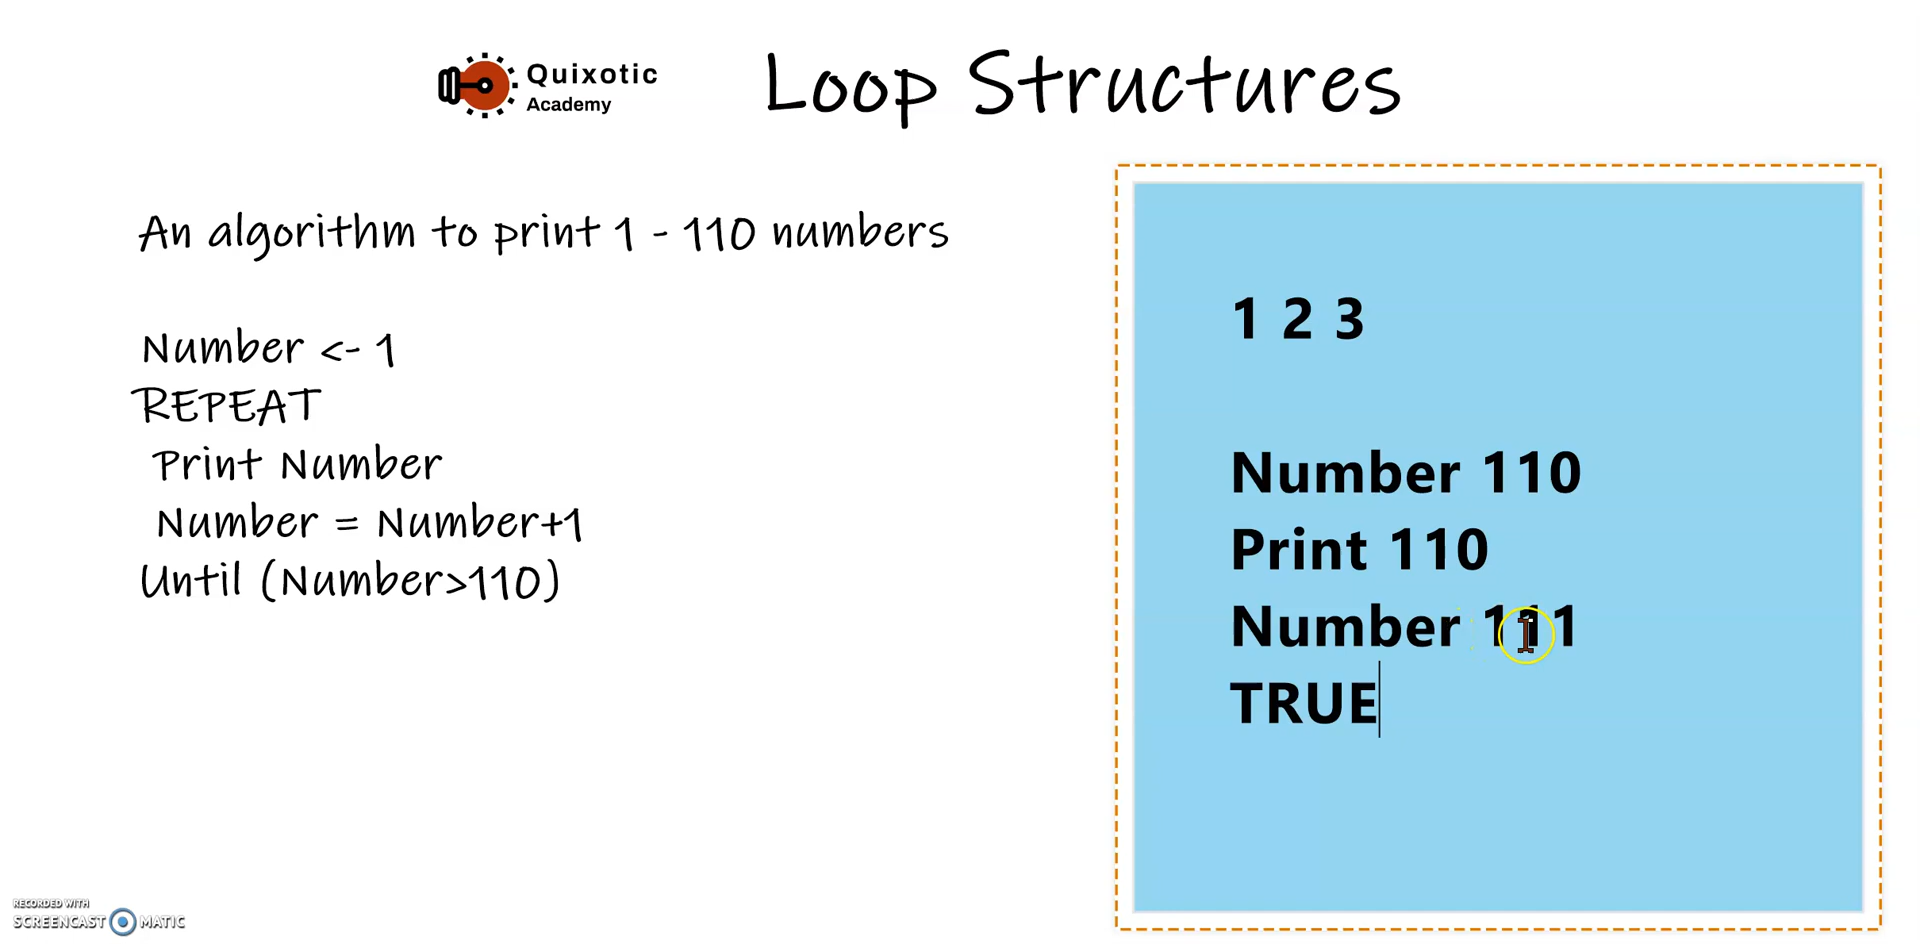 Quixotic
Academy
Loop Structures
An algorithm to print 1 - 110 numbers
Number <- 1
REPEAT
Print Number
Number = Number+1
Until (Number>110)
1 2 3
Number 110
Print 110
Number 111
TRUE
RECORDED WITH
SCREENCAST MATIC